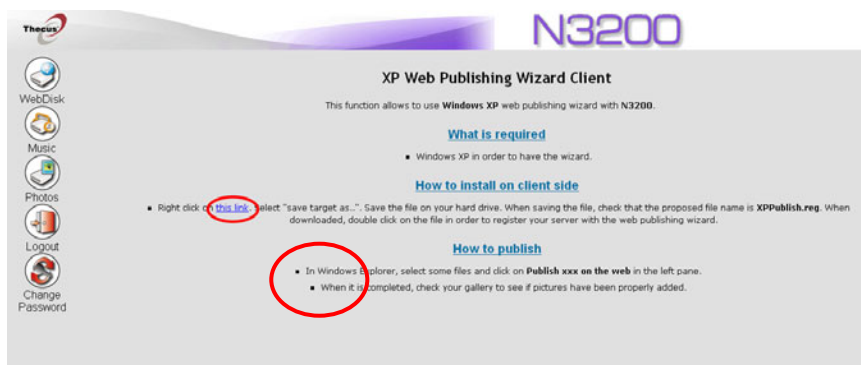 Thecus
N3200
WebDisk
Music
Photos
Logout
Change
Password
XP Web Publishing Wizard Client
This function allows to use Windows XP web publishing wizard with N3200.
What is required
▪ Windows XP in order to have the wizard.
How to install on client side
▪ Right click on this link. Select "save target as...". Save the file on your hard drive. When saving the file, check that the proposed file name is XPPublish.reg. When
downloaded, double click on the file in order to register your server with the web publishing wizard.
How to publish
▪ In Windows Explorer, select some files and click on Publish xxx on the web in the left pane.
▪ When it is completed, check your gallery to see if pictures have been properly added.